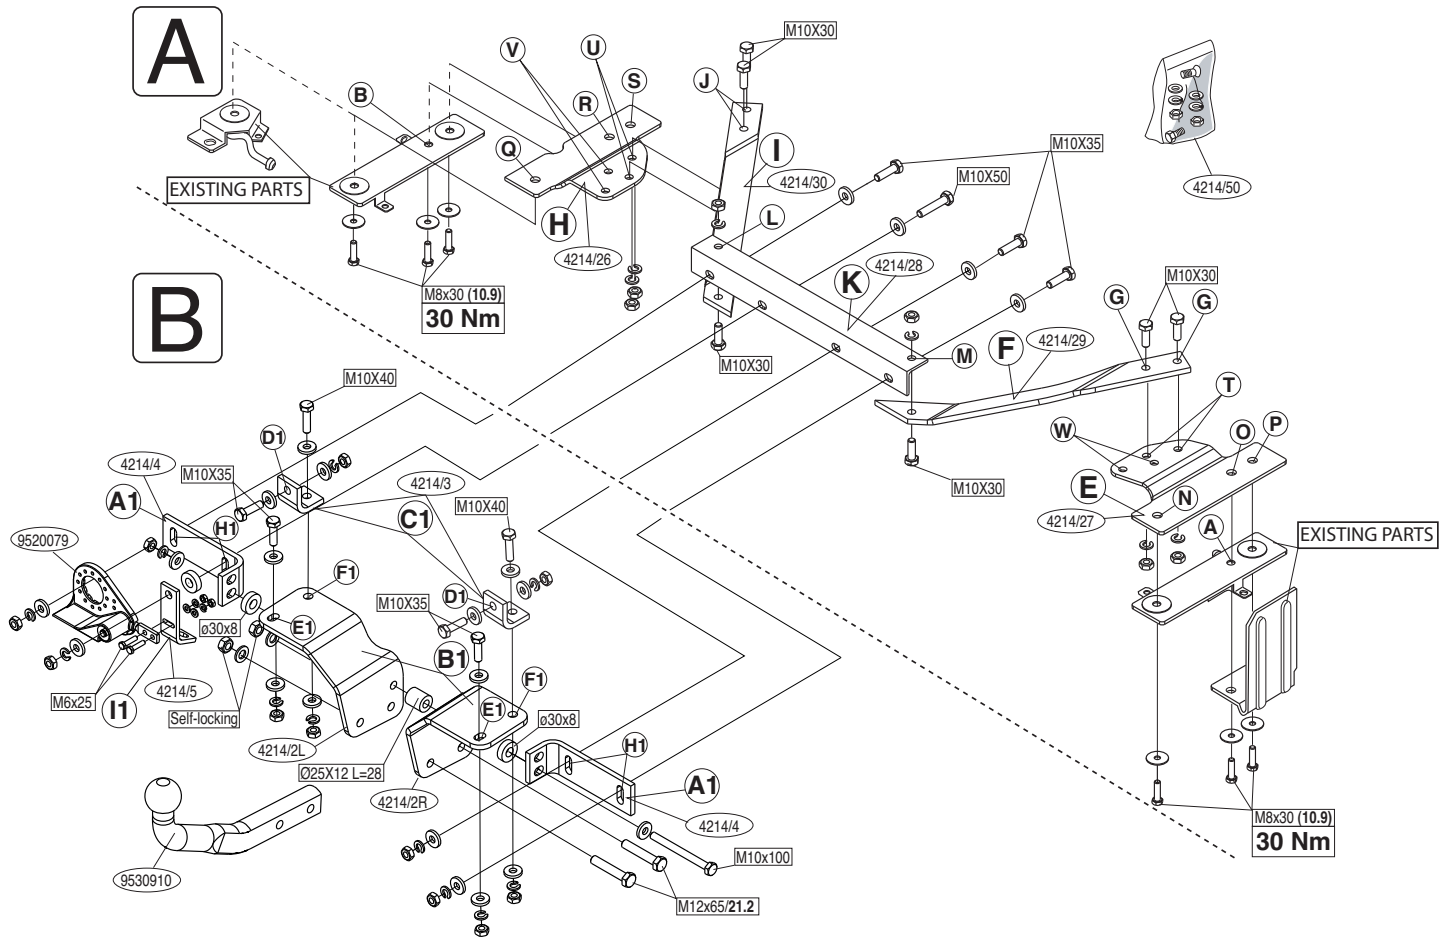 A
M10X30
V
U
S
J
B
R
I
M10X35
Q
4214/30
M10X50
4214/50
EXISTING PARTS
H
L
4214/26
K
4214/28
M8x30 (10.9)
30 Nm
M10X30
G
G
B
F
4214/29
M10X30
M
M10X40
T
D1
W
O
P
4214/4
M10X35
4214/3
M10X30
E
N
A1
C1
M10X40
4214/27
H1
A
EXISTING PARTS
9520079
F1
D1
M10X35
ø30x8
E1
B1
M6x25
I1
4214/5
F1
Self-locking
E1
ø30x8
H1
4214/2L
Ø25X12 L=28
A1
4214/2R
4214/4
M8x30 (10.9)
30 Nm
M10x100
9530910
M12x65/21.2